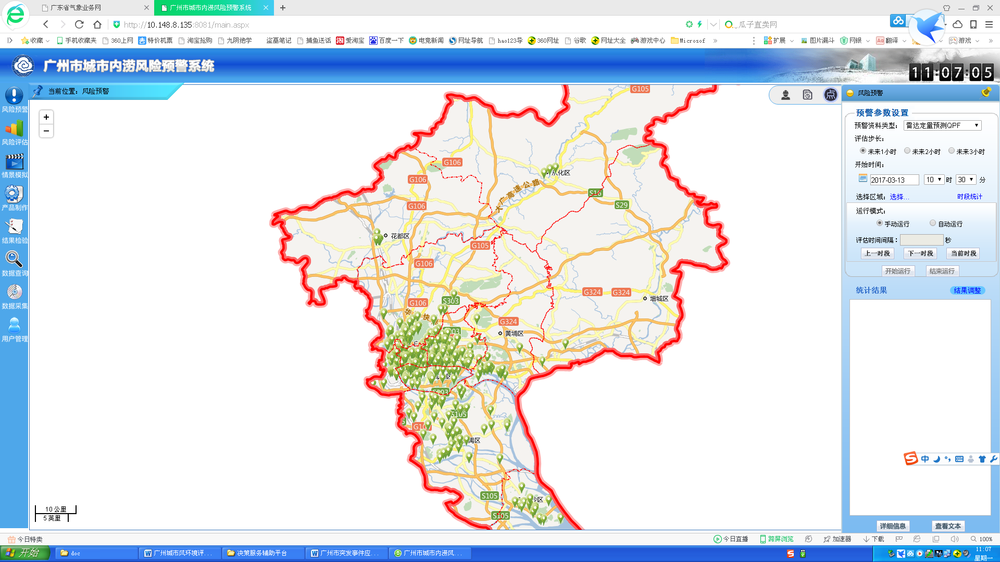 广东省气象业务网
广州市城市内涝风险预警系统
http://10.148.8.135:8081/main.aspx
瓜子直卖网
收藏
手机收藏夹
360上网
特价机票
淘宝抢购
九阴绝学
盗墓笔记
捕鱼送话
爱淘宝
百度一下
电竞新闻
网址导航
hao123导
360网址
谷歌
网址大全
游戏中心
Microsof
扩展
图片漏斗
网银
翻译
游戏
广州市城市内涝风险预警系统
11:07:05
当前位置：风险预警
风险预警
风险评估
情景模拟
产品制作
结果检验
数据查询
数据采集
用户管理
+
−
点
G105
G106
G106
从化区
大广高速公路
S16
S29
G106
花都区
G105
G106
G324
G324
增城区
G106
S303
华
快
G324
黄埔区
S105
禺区
S105
沙区
S105
10 公里
5 英里
风险预警
预警参数设置
预警资料类型：
雷达定量预测QPF
评估步长：
未来1小时
未来2小时
未来3小时
开始时间：
2017-03-13
10
时
30
分
选择区域：
选择...
时段统计
运行模式：
手动运行
自动运行
评估时间间隔：
秒
上一时段
下一时段
当前时段
开始运行
结束运行
统计结果
结果调整
中
详细信息
查看文本
今日特卖
今日直播
跨屏浏览
加速器
下载
100%
开始
doc
广州城市风环境评...
决策服务辅助平台
广州市突发事件应...
广州市城市内涝风...
11:07
星期一